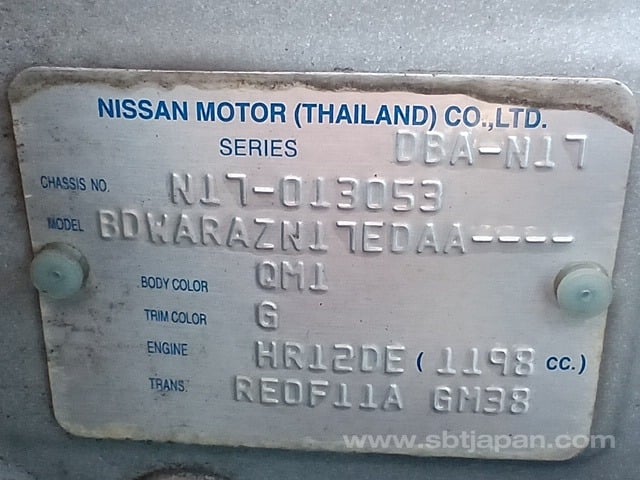 NISSAN MOTOR (THAILAND) CO.,LTD.
SERIES DBA-N17
CHASSIS NO. N17-013053
MODEL BDWARAZN17EDAA----
BODY COLOR QM1
TRIM COLOR G
ENGINE HR12DE ( 1198 CC.)
TRANS. RE0F11A GM38
www.sbtjapan.com